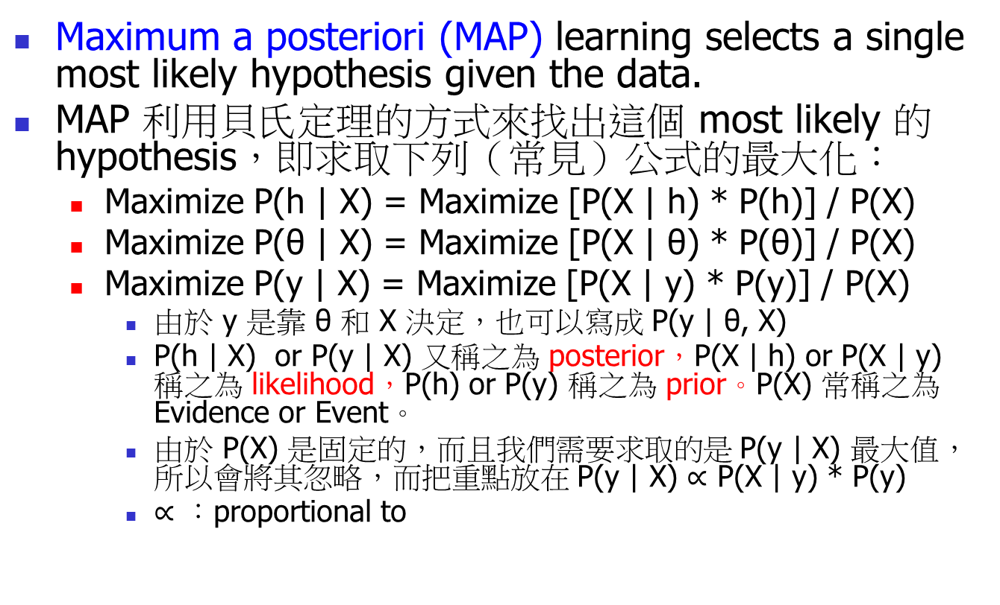 Maximum a posteriori (MAP) learning selects a single
most likely hypothesis given the data.
MAP 利用貝氏定理的方式來找出這個 most likely 的
hypothesis，即求取下列（常見）公式的最大化：
Maximize P(h | X) = Maximize [P(X | h) * P(h)] / P(X)
Maximize P(θ | X) = Maximize [P(X | θ) * P(θ)] / P(X)
Maximize P(y | X) = Maximize [P(X | y) * P(y)] / P(X)
由於 y 是靠 θ 和 X 決定，也可以寫成 P(y | θ, X)
P(h | X)  or P(y | X) 又稱之為 posterior，P(X | h) or P(X | y)
稱之為 likelihood，P(h) or P(y) 稱之為 prior。P(X) 常稱之為
Evidence or Event。
由於 P(X) 是固定的，而且我們需要求取的是 P(y | X) 最大值，
所以會將其忽略，而把重點放在 P(y | X) ∝ P(X | y) * P(y)
∝ ：proportional to